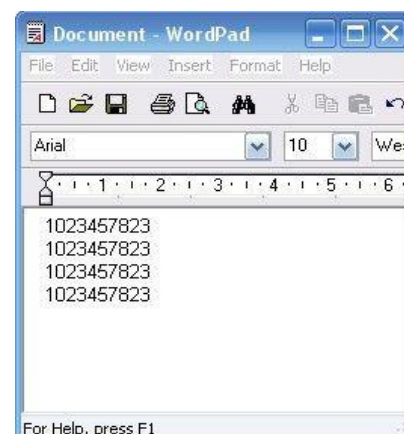 Document - WordPad
File Edit View Insert Format Help
Arial 10 We
1 2 3 4 5 6
1023457823
1023457823
1023457823
1023457823
For Help, press F1